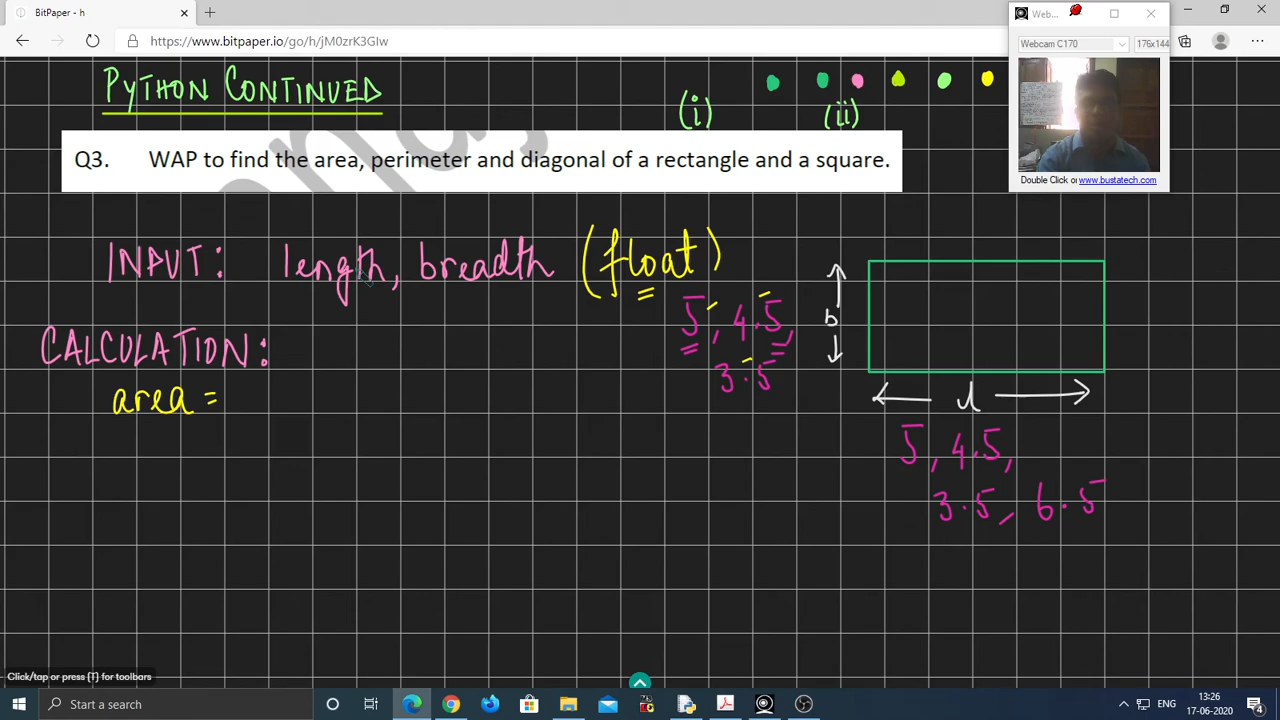 BitPaper - h
https://www.bitpaper.io/go/h/jM0zrK3GIw
Web...
Webcam C170
176x144
Double Click or www.bustatech.com
PYTHON CONTINUED
(i) (ii)
Q3. WAP to find the area, perimeter and diagonal of a rectangle and a square.
INPUT: length, breadth (float)
5, 4.5,
3.5
b
CALCULATION:
area =
l
5, 4.5,
3.5, 6.5
Click/tap or press (T) for toolbars
Start a search
ENG
13:26
17-06-2020
4